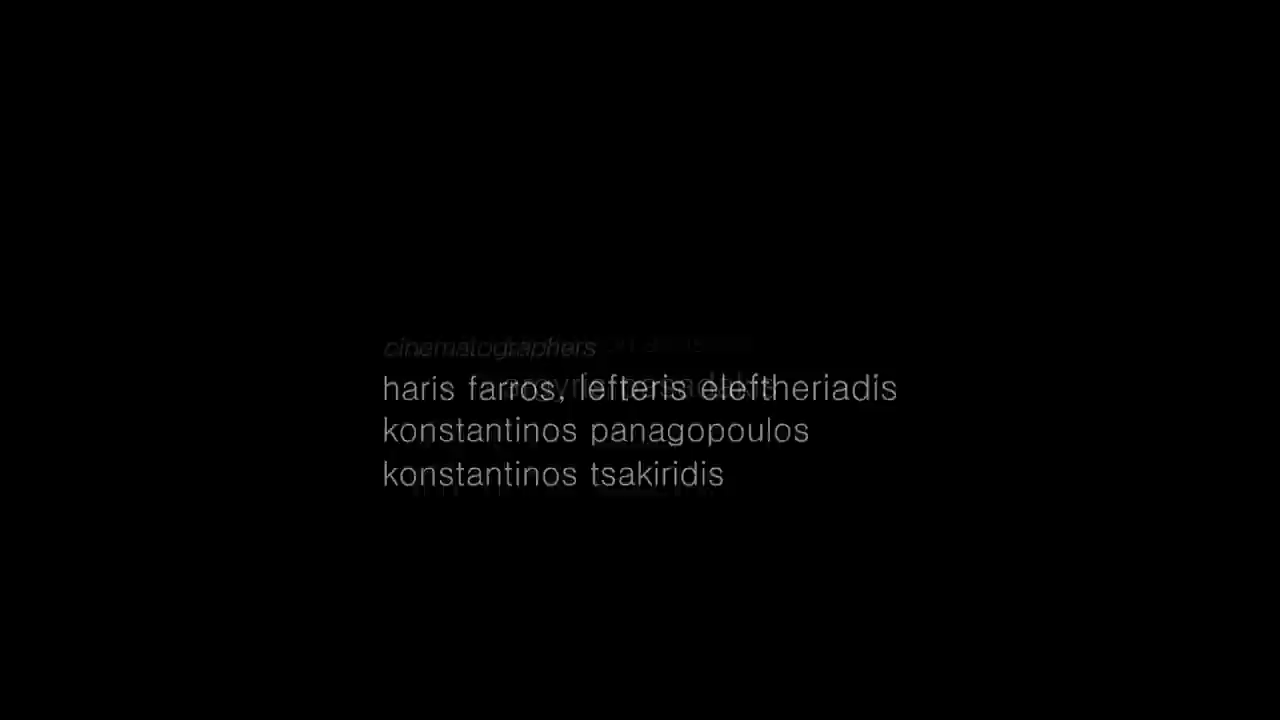 cinematographers
haris farros, lefteris eleftheriadis
konstantinos panagopoulos
konstantinos tsakiridis